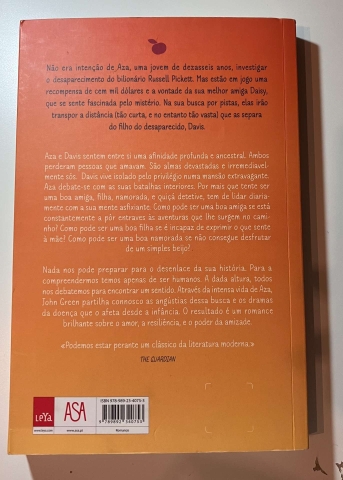 Não era intenção de Aza, uma jovem de dezasseis anos, investigar
o desaparecimento do bilionário Russell Pickett. Mas estão em jogo uma
recompensa de cem mil dólares e a vontade da sua melhor amiga Daisy,
que se sente fascinada pelo mistério. Na sua busca por pistas, elas irão
transpor a distância (tão curta, e no entanto tão vasta) que as separa
do filho do desaparecido, Davis.
Aza e Davis sentem entre si uma afinidade profunda e ancestral. Ambos
perderam pessoas que amavam. São almas devastadas e irremediavel-
mente sós. Davis vive isolado pelo privilégio numa mansão extravagante.
Aza debate-se com as suas batalhas interiores. Por mais que tente ser
uma boa amiga, filha, namorada, e quiçá detetive, tem de lidar diaria-
mente com a sua mente asfixiante. Como pode ser uma boa amiga se está
constantemente a pôr entraves às aventuras que lhe surgem no cami-
nho? Como pode ser uma boa filha se é incapaz de exprimir o que sente
à mãe? Como pode ser uma boa namorada se não consegue desfrutar
de um simples beijo?
Nada nos pode preparar para o desenlace da sua história. Para a
compreendermos temos apenas de ser humanos. A dada altura, todos
nos debatemos para encontrar um sentido. Através da intensa vida de Aza,
John Green partilha connosco as angústias dessa busca e os dramas
da doença que o afeta desde a infância. O resultado é um romance
brilhante sobre o amor, a resiliência, e o poder da amizade.
«Podemos estar perante um clássico da literatura moderna.»
THE GUARDIAN
LeYa
ASA
ISBN 978-989-23-4075-3
9 789892 340753
Romance